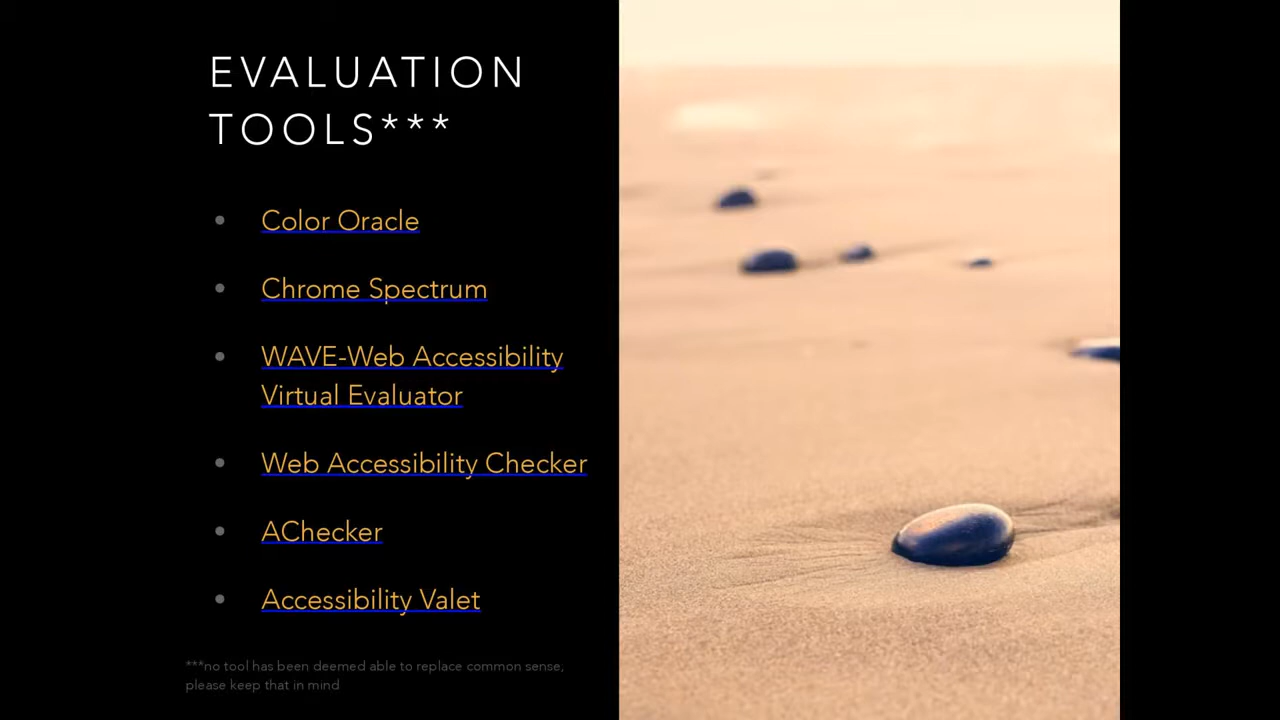 EVALUATION
TOOLS***
• Color Oracle
• Chrome Spectrum
• WAVE-Web Accessibility
Virtual Evaluator
• Web Accessibility Checker
• AChecker
• Accessibility Valet
***no tool has been deemed able to replace common sense,
please keep that in mind